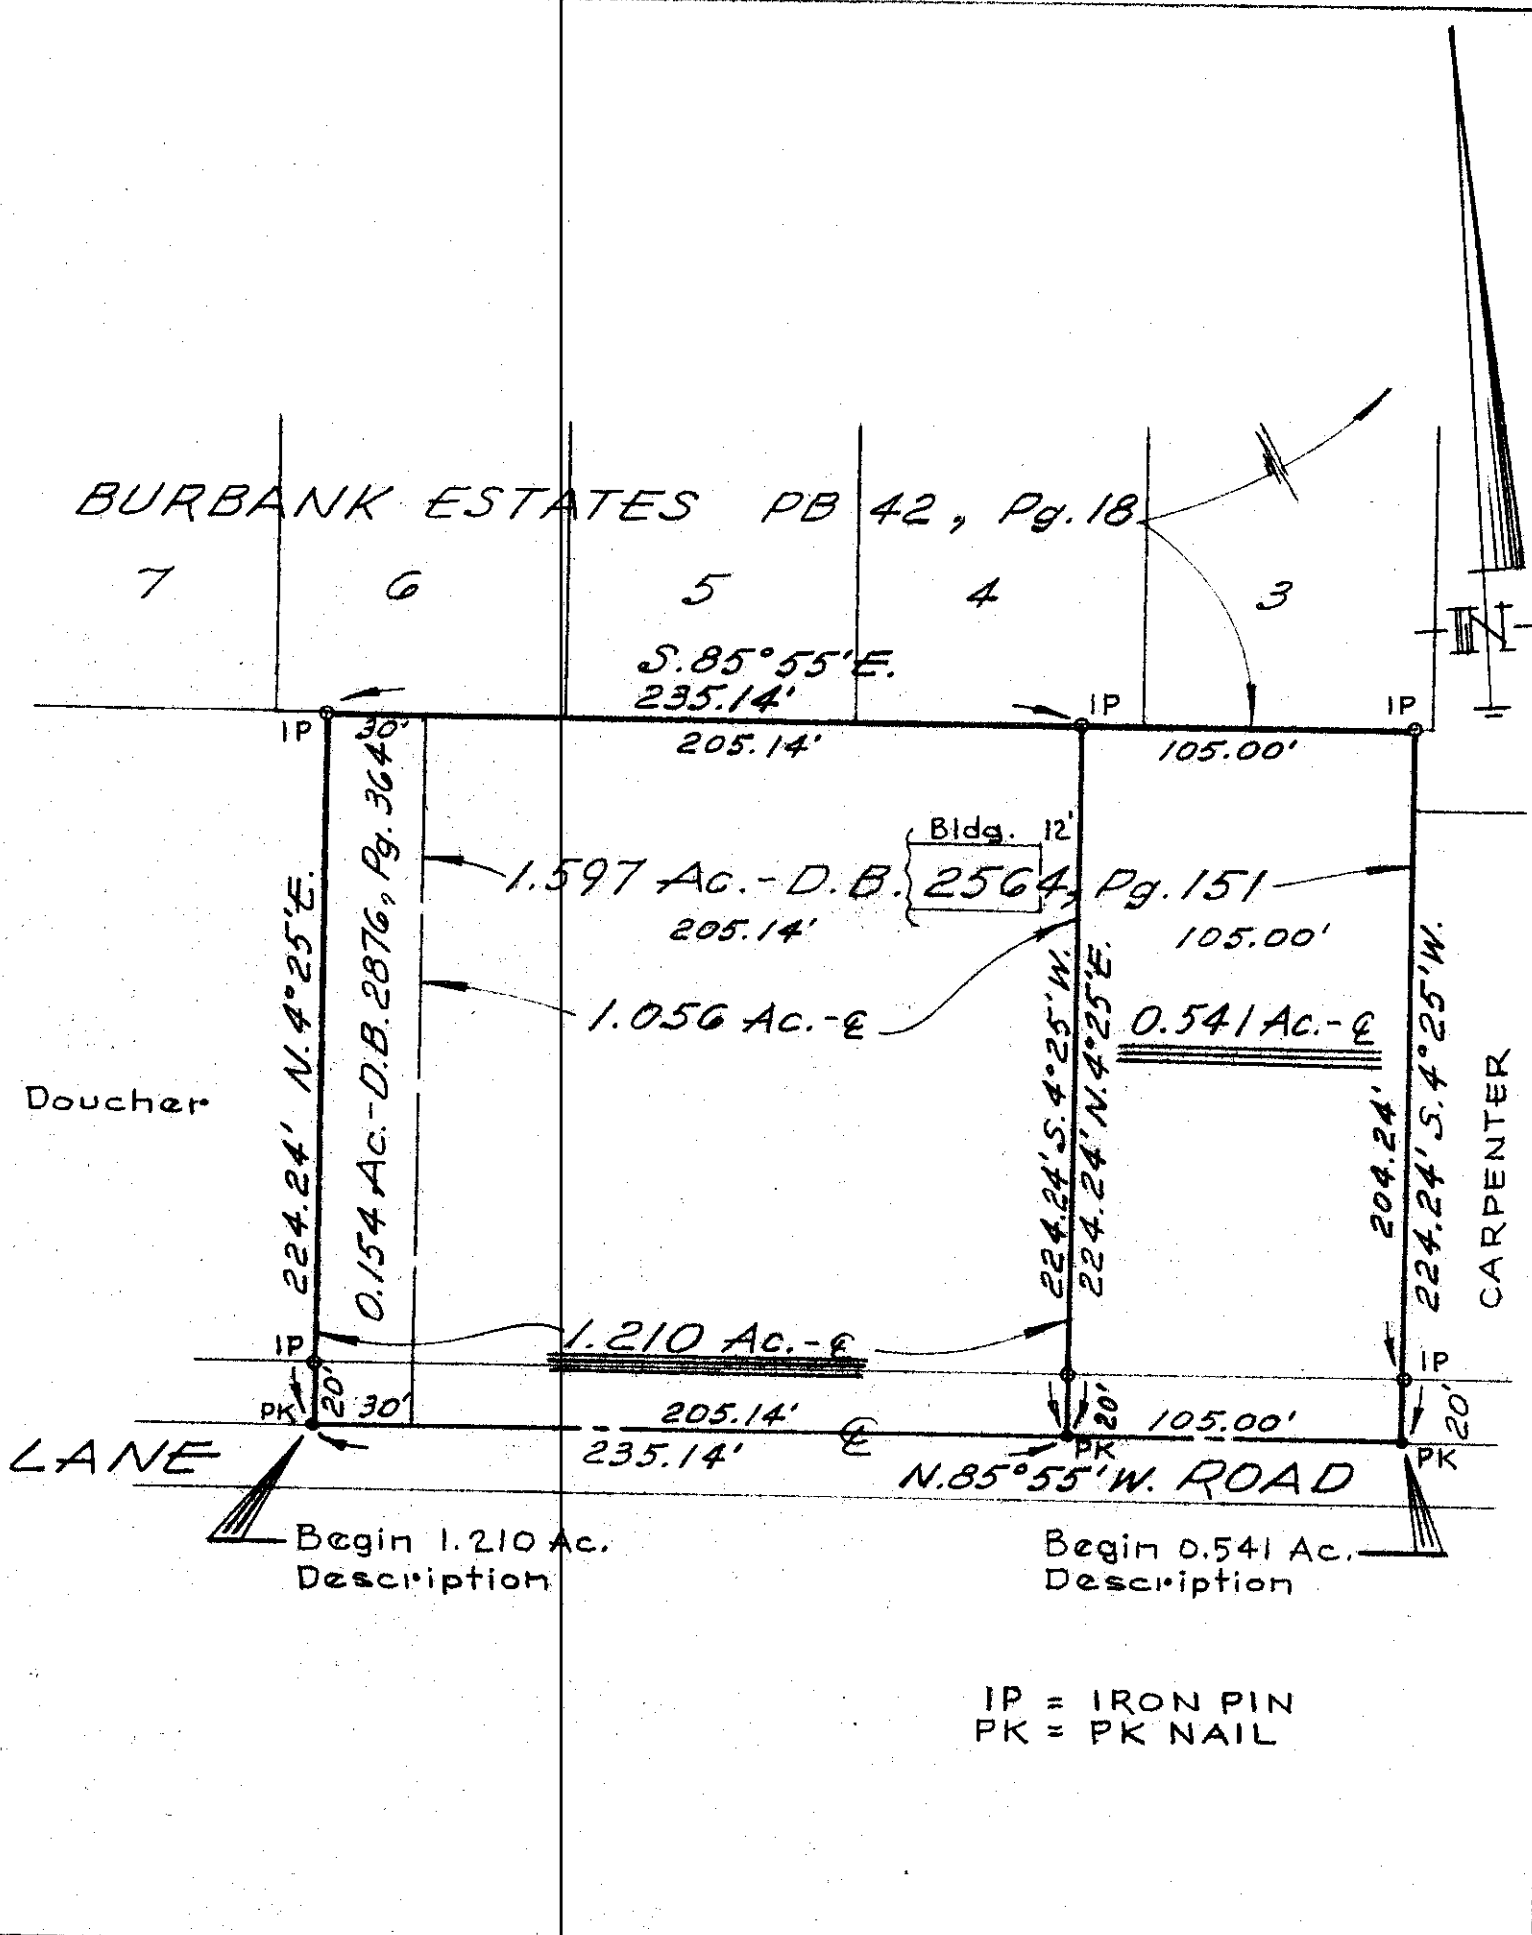 BURBANK ESTATES PB 42, Pg. 18
7
6
5
4
3
N
S. 85° 55' E.
235.14'
IP
30'
205.14'
IP
105.00'
IP
Bldg. 12'
1.597 Ac. - D.B. 2564, Pg. 151
205.14'
105.00'
1.056 Ac. - ℄
0.541 Ac. - ℄
224.24' N. 4° 25' E.
0.154 Ac. - D.B. 2876, Pg. 364
224.24' S. 4° 25' W.
224.24' N. 4° 25' E.
204.24'
224.24' S. 4° 25' W.
Doucher
CARPENTER
1.210 Ac. - ℄
IP
20'
PK
30'
205.14'
℄
235.14'
20'
PK
105.00'
IP
20'
PK
LANE
N. 85° 55' W. ROAD
Begin 1.210 Ac.
Description
Begin 0.541 Ac.
Description
IP = IRON PIN
PK = PK NAIL